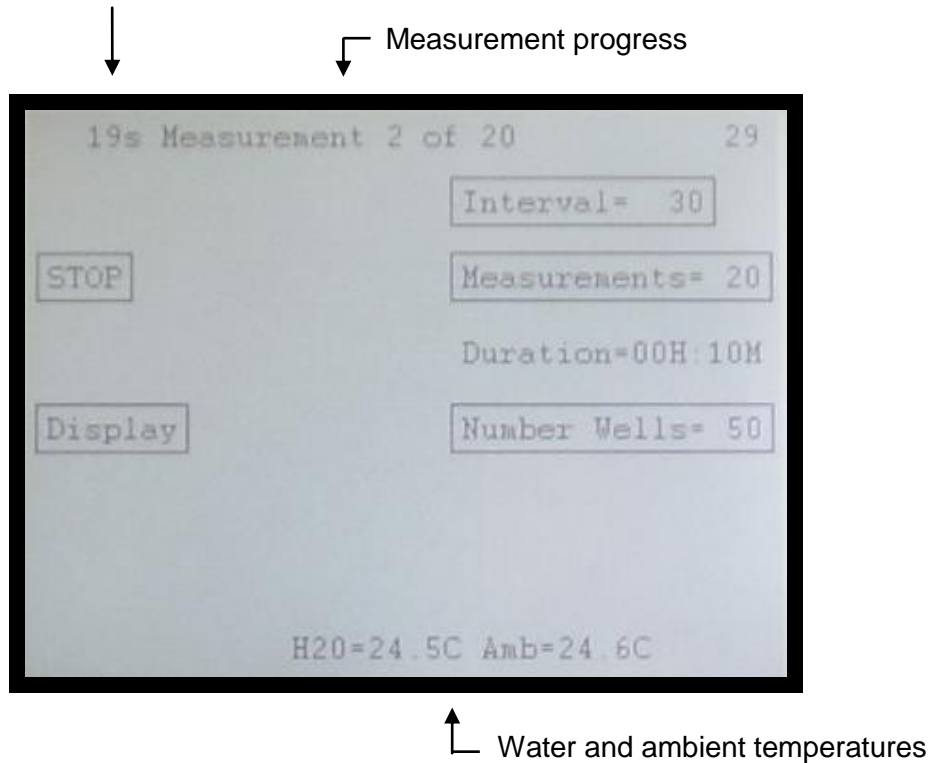 Measurement progress
19s Measurement 2 of 20 29
Interval= 30
STOP Measurements= 20
Duration=00H:10M
Display Number Wells= 50
H20=24.5C Amb=24.6C
Water and ambient temperatures